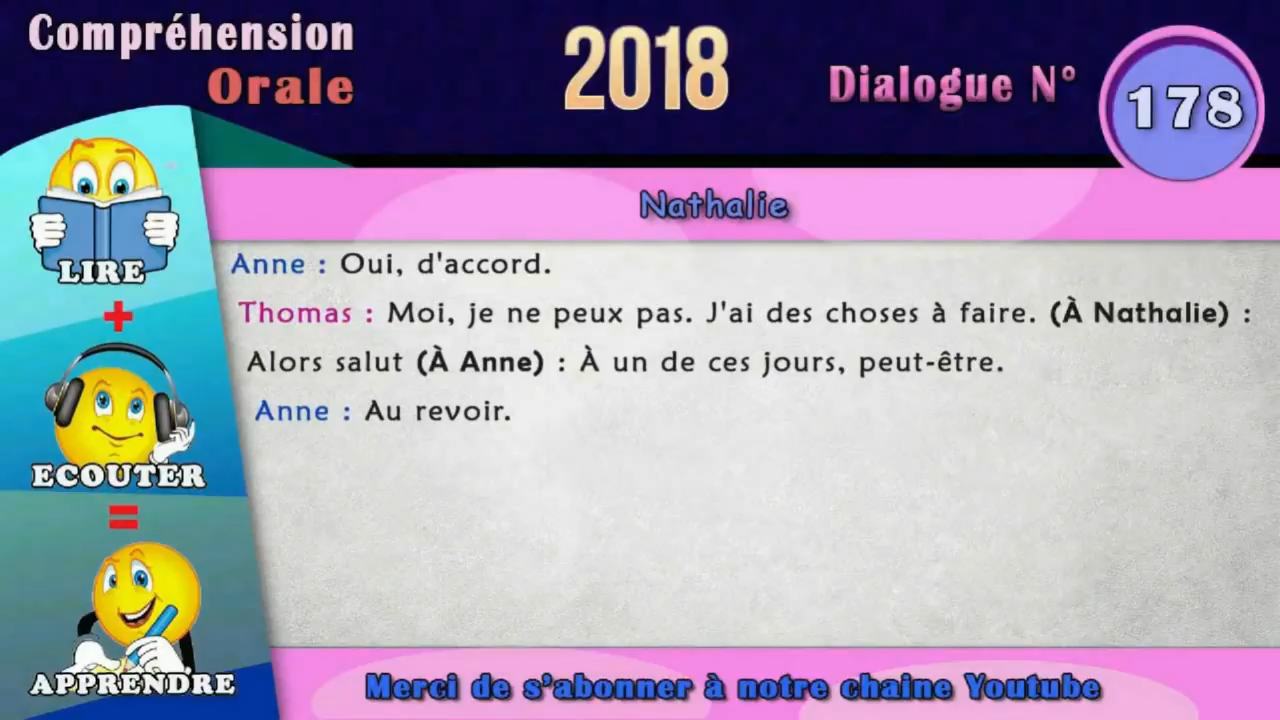 Compréhension
Orale
2018
Dialogue N°
178
Nathalie
LIRE
+
ECOUTER
=
APPRENDRE
Anne : Oui, d'accord.
Thomas : Moi, je ne peux pas. J'ai des choses à faire. (À Nathalie) :
Alors salut (À Anne) : À un de ces jours, peut-être.
Anne : Au revoir.
Merci de s'abonner à notre chaine Youtube